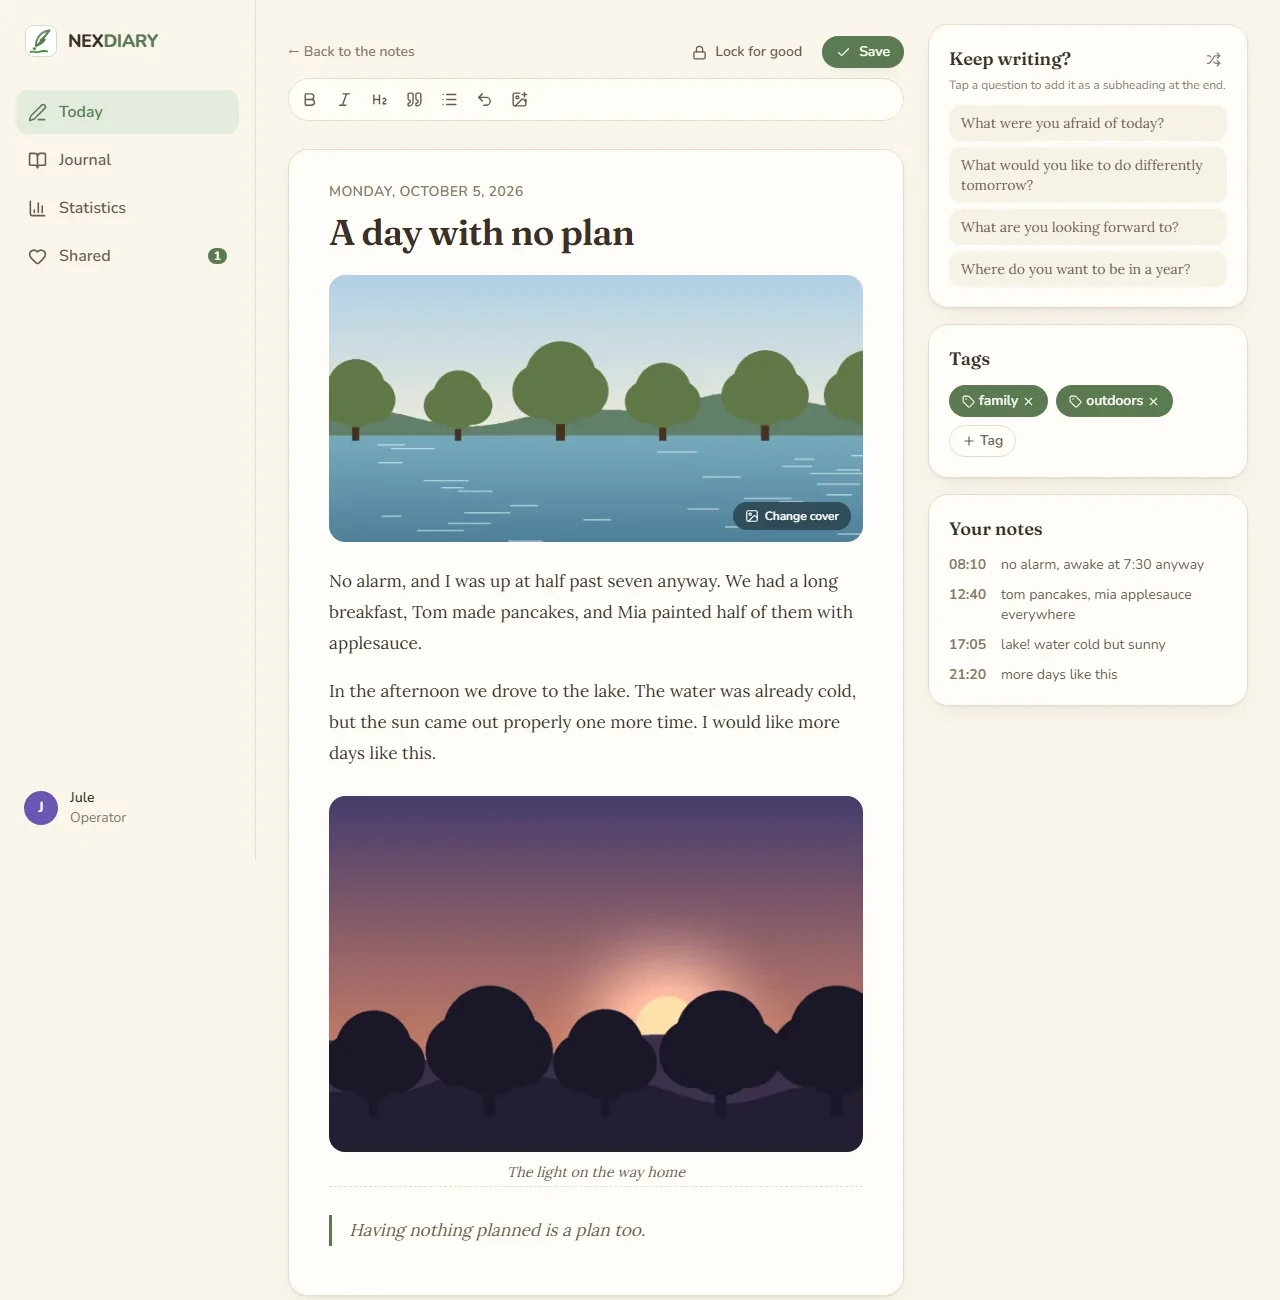 NEXDIARY
Today
Journal
Statistics
Shared
1
J
Jule
Operator
← Back to the notes
Lock for good
Save
B
I
H2
MONDAY, OCTOBER 5, 2026
A day with no plan
Change cover
No alarm, and I was up at half past seven anyway. We had a long
breakfast, Tom made pancakes, and Mia painted half of them with
applesauce.
In the afternoon we drove to the lake. The water was already cold,
but the sun came out properly one more time. I would like more
days like this.
The light on the way home
Having nothing planned is a plan too.
Keep writing?
Tap a question to add it as a subheading at the end.
What were you afraid of today?
What would you like to do differently
tomorrow?
What are you looking forward to?
Where do you want to be in a year?
Tags
family ×
outdoors ×
+ Tag
Your notes
08:10 no alarm, awake at 7:30 anyway
12:40 tom pancakes, mia applesauce
everywhere
17:05 lake! water cold but sunny
21:20 more days like this